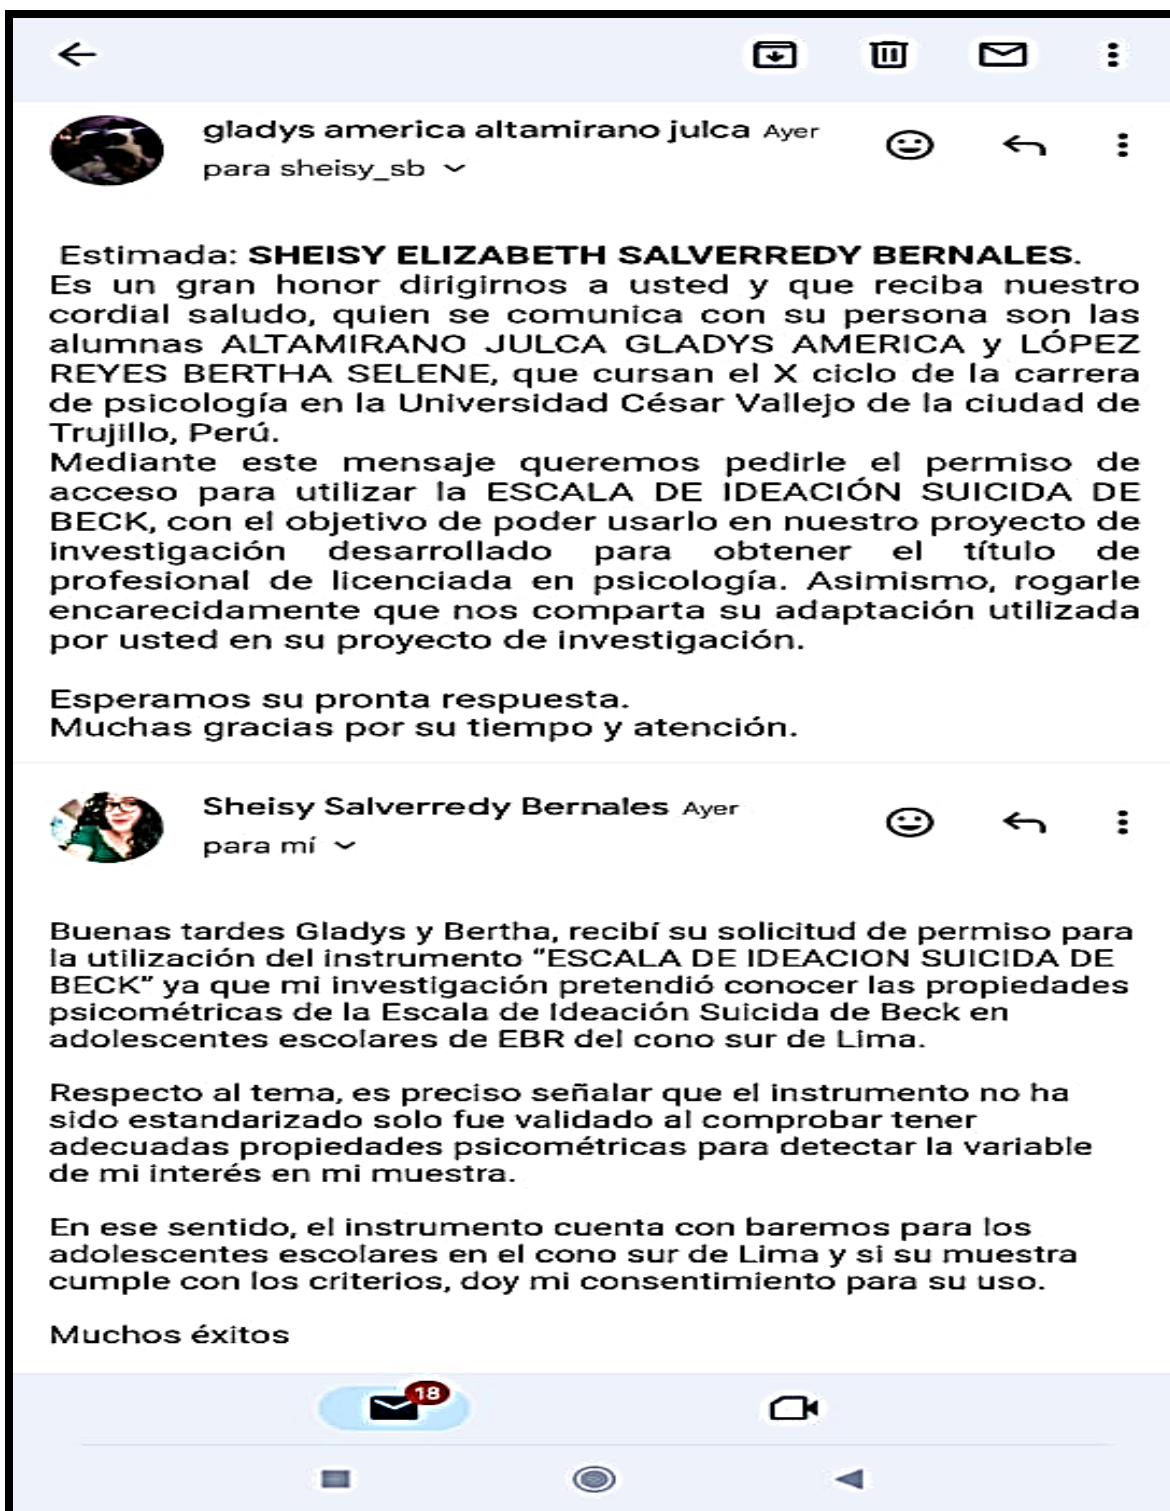 gladys america altamirano julca Ayer
para sheisy_sb
Estimada: SHEISY ELIZABETH SALVERREDY BERNALES.
Es un gran honor dirigirnos a usted y que reciba nuestro
cordial saludo, quien se comunica con su persona son las
alumnas ALTAMIRANO JULCA GLADYS AMERICA y LÓPEZ
REYES BERTHA SELENE, que cursan el X ciclo de la carrera
de psicología en la Universidad César Vallejo de la ciudad de
Trujillo, Perú.
Mediante este mensaje queremos pedirle el permiso de
acceso para utilizar la ESCALA DE IDEACIÓN SUICIDA DE
BECK, con el objetivo de poder usarlo en nuestro proyecto de
investigación desarrollado para obtener el título de
profesional de licenciada en psicología. Asimismo, rogarle
encarecidamente que nos comparta su adaptación utilizada
por usted en su proyecto de investigación.
Esperamos su pronta respuesta.
Muchas gracias por su tiempo y atención.
Sheisy Salverredy Bernales Ayer
para mí
Buenas tardes Gladys y Bertha, recibí su solicitud de permiso para
la utilización del instrumento “ESCALA DE IDEACION SUICIDA DE
BECK” ya que mi investigación pretendió conocer las propiedades
psicométricas de la Escala de Ideación Suicida de Beck en
adolescentes escolares de EBR del cono sur de Lima.
Respecto al tema, es preciso señalar que el instrumento no ha
sido estandarizado solo fue validado al comprobar tener
adecuadas propiedades psicométricas para detectar la variable
de mi interés en mi muestra.
En ese sentido, el instrumento cuenta con baremos para los
adolescentes escolares en el cono sur de Lima y si su muestra
cumple con los criterios, doy mi consentimiento para su uso.
Muchos éxitos
18